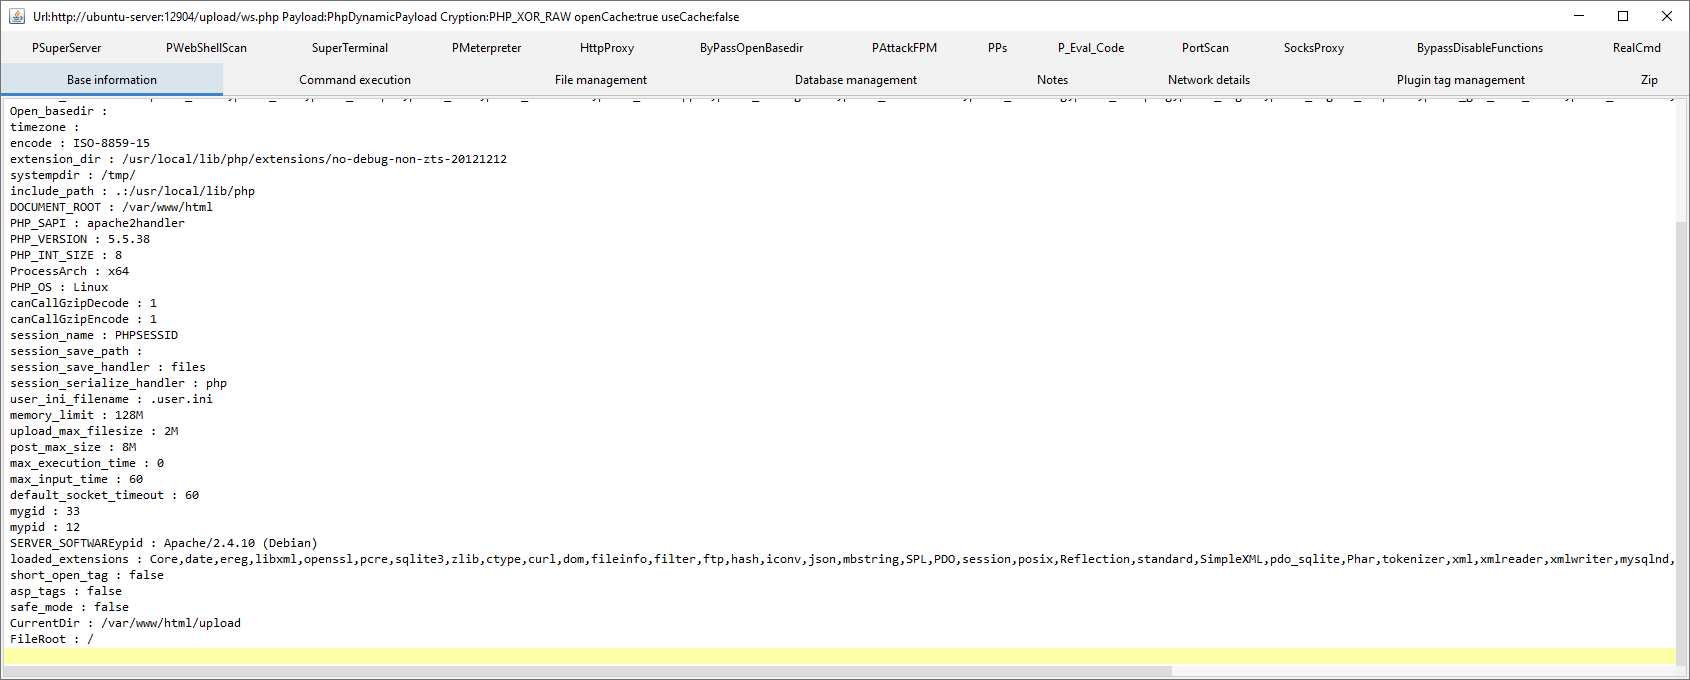 Url:http://ubuntu-server:12904/upload/ws.php Payload:PhpDynamicPayload Cryption:PHP_XOR_RAW openCache:true useCache:false
PSuperServer PWebShellScan SuperTerminal PMeterpreter HttpProxy ByPassOpenBasedir PAttackFPM PPs P_Eval_Code PortScan SocksProxy BypassDisableFunctions RealCmd
Base information Command execution File management Database management Notes Network details Plugin tag management Zip
Open_basedir :
timezone :
encode : ISO-8859-15
extension_dir : /usr/local/lib/php/extensions/no-debug-non-zts-20121212
systempdir : /tmp/
include_path : .:/usr/local/lib/php
DOCUMENT_ROOT : /var/www/html
PHP_SAPI : apache2handler
PHP_VERSION : 5.5.38
PHP_INT_SIZE : 8
ProcessArch : x64
PHP_OS : Linux
canCallGzipDecode : 1
canCallGzipEncode : 1
session_name : PHPSESSID
session_save_path :
session_save_handler : files
session_serialize_handler : php
user_ini_filename : .user.ini
memory_limit : 128M
upload_max_filesize : 2M
post_max_size : 8M
max_execution_time : 0
max_input_time : 60
default_socket_timeout : 60
mygid : 33
mypid : 12
SERVER_SOFTWAREypid : Apache/2.4.10 (Debian)
loaded_extensions : Core,date,ereg,libxml,openssl,pcre,sqlite3,zlib,ctype,curl,dom,fileinfo,filter,ftp,hash,iconv,json,mbstring,SPL,PDO,session,posix,Reflection,standard,SimpleXML,pdo_sqlite,Phar,tokenizer,xml,xmlreader,xmlwriter,mysqlnd,
short_open_tag : false
asp_tags : false
safe_mode : false
CurrentDir : /var/www/html/upload
FileRoot : /